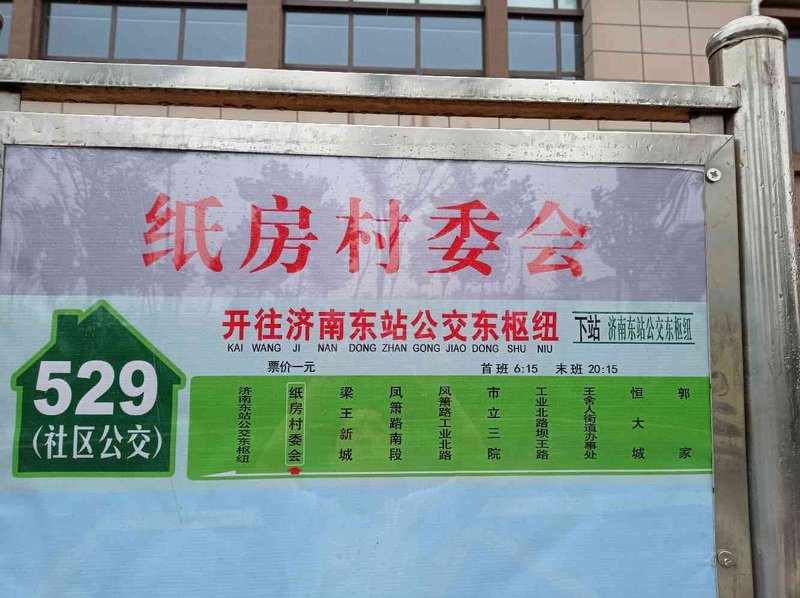 纸房村委会
开往济南东站公交东枢纽
KAI WANG JI NAN DONG ZHAN GONG JIAO DONG SHU NIU
下站 济南东站公交东枢纽
票价一元 首班 6:15 末班 20:15
529
(社区公交)
济南东站公交东枢纽
纸房村委会
梁王新城
凤箫路南段
凤箫路工业北路
市立三院
工业北路坝王路
王舍人街道办事处
恒大城
郭家